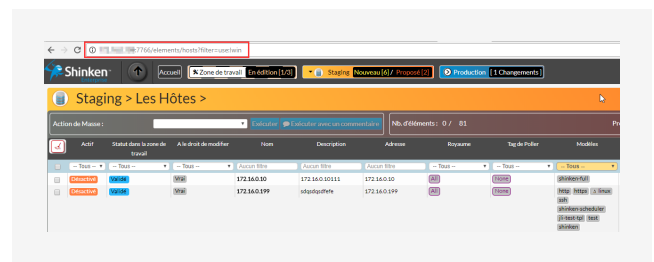 :7766/elements/hosts?filter=use:win
Shinken Accueil Zone de travail En édition [1/3] Staging Nouveau [6] / Proposé [2] Production [1 Changements]
Staging > Les Hôtes >
Action de Masse : Exécuter Exécuter avec un commentaire Nb. d'éléments : 0 / 81
Actif Statut dans la zone de travail A le droit de modifier Nom Description Adresse Royaume Tag de Poller Modèles
-- Tous -- -- Tous -- -- Tous -- Aucun filtre Aucun filtre Aucun filtre -- Tous -- -- Tous -- -- Tous --
Désactivé Validé Vrai 172.16.0.10 172.16.0.10111 172.16.0.10 All None shinken-full
Désactivé Validé Vrai 172.16.0.199 sdqsdqsdfefe 172.16.0.199 All None http https linux
ssh
shinken-scheduler
jli-test-tpl test
shinken